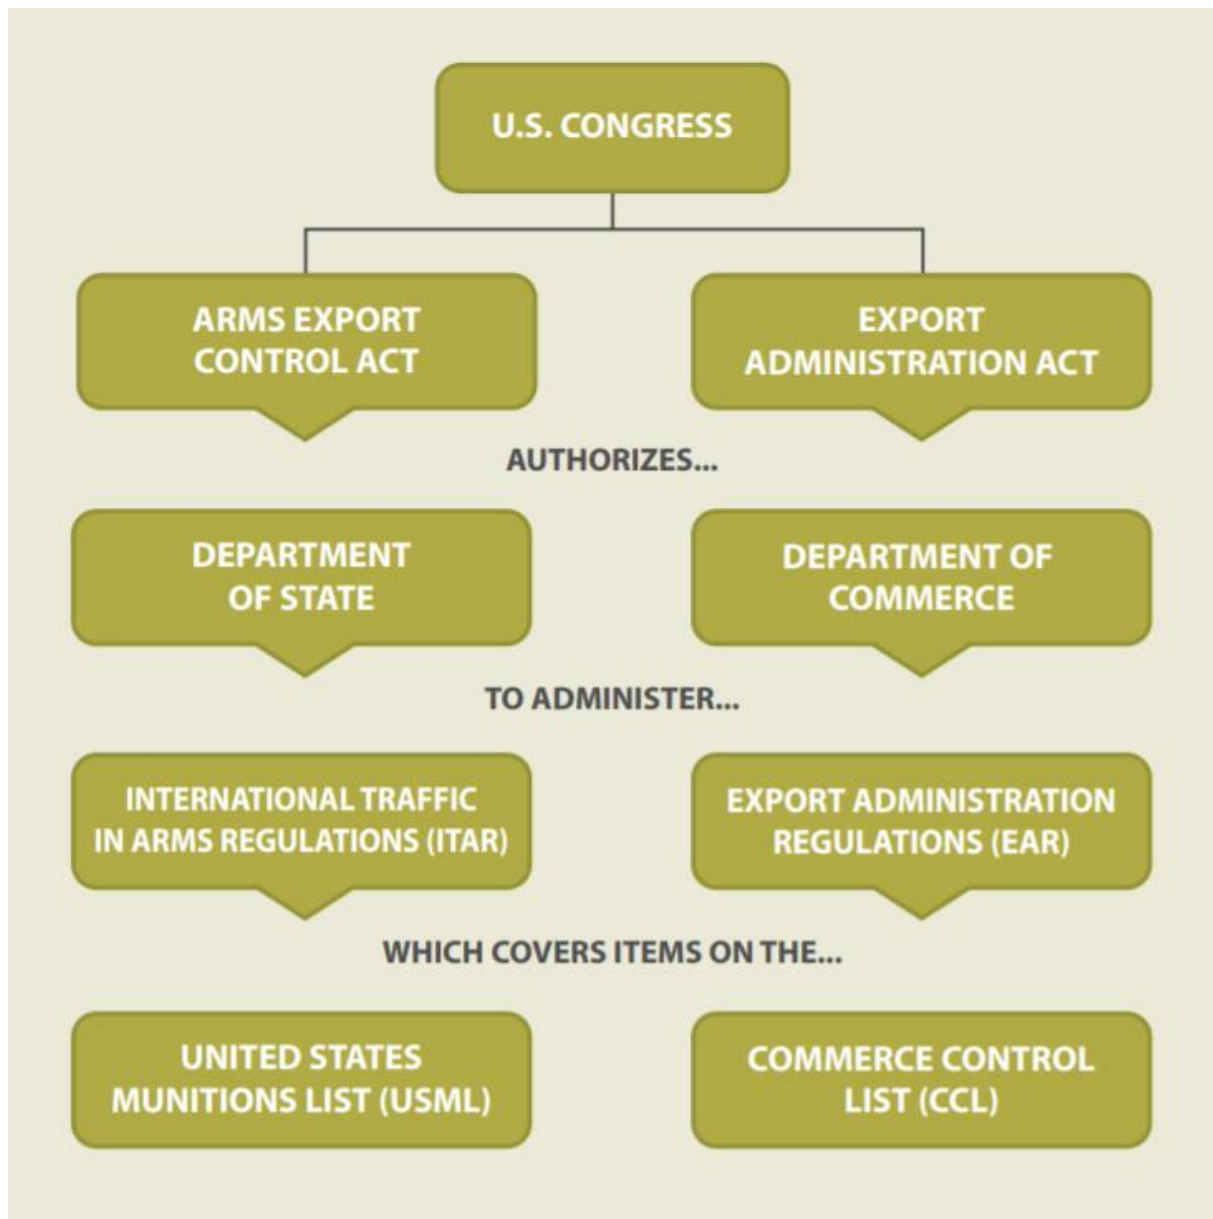 U.S. CONGRESS
ARMS EXPORT
CONTROL ACT
EXPORT
ADMINISTRATION ACT
AUTHORIZES...
DEPARTMENT
OF STATE
DEPARTMENT OF
COMMERCE
TO ADMINISTER...
INTERNATIONAL TRAFFIC
IN ARMS REGULATIONS (ITAR)
EXPORT ADMINISTRATION
REGULATIONS (EAR)
WHICH COVERS ITEMS ON THE...
UNITED STATES
MUNITIONS LIST (USML)
COMMERCE CONTROL
LIST (CCL)